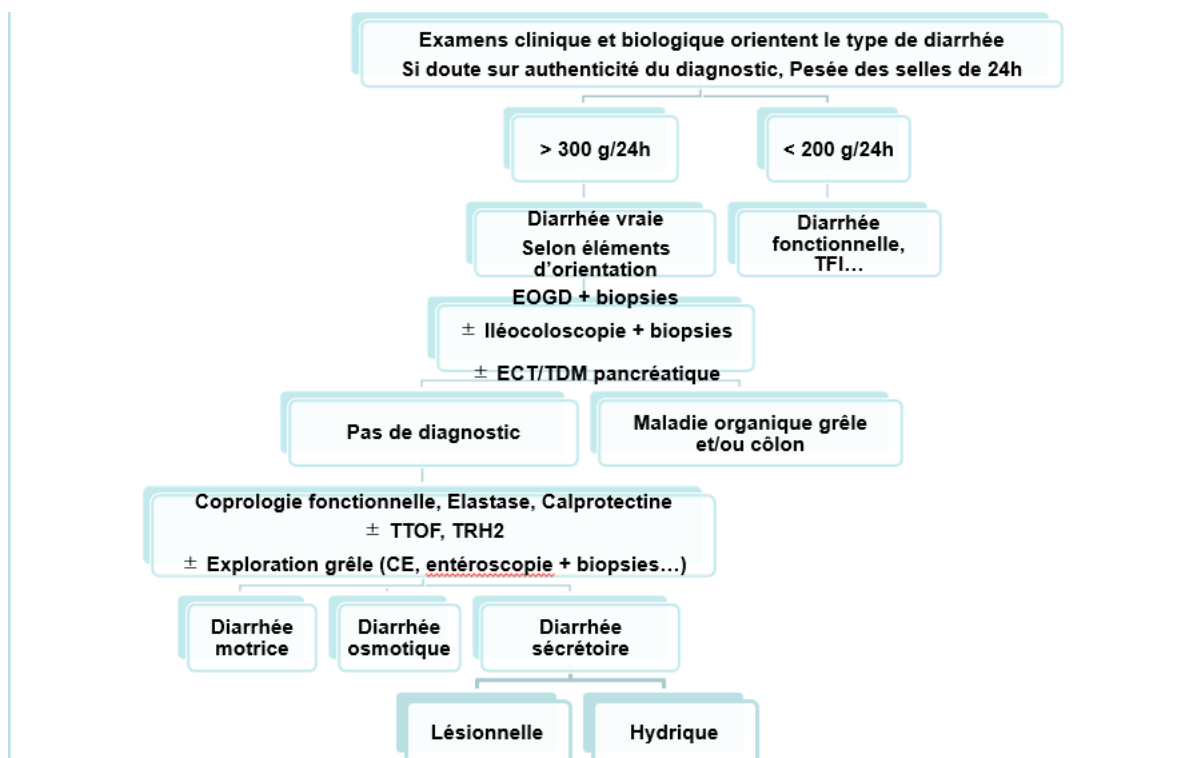 Examens clinique et biologique orientent le type de diarrhée
Si doute sur authenticité du diagnostic, Pesée des selles de 24h
> 300 g/24h
< 200 g/24h
Diarrhée vraie
Selon éléments
d’orientation
Diarrhée
fonctionnelle,
TFI…
EOGD + biopsies
± Iléocoloscopie + biopsies
± ECT/TDM pancréatique
Pas de diagnostic
Maladie organique grêle
et/ou côlon
Coprologie fonctionnelle, Elastase, Calprotectine
± TTOF, TRH2
± Exploration grêle (CE, entéroscopie + biopsies…)
Diarrhée
motrice
Diarrhée
osmotique
Diarrhée
sécrétoire
Lésionnelle
Hydrique